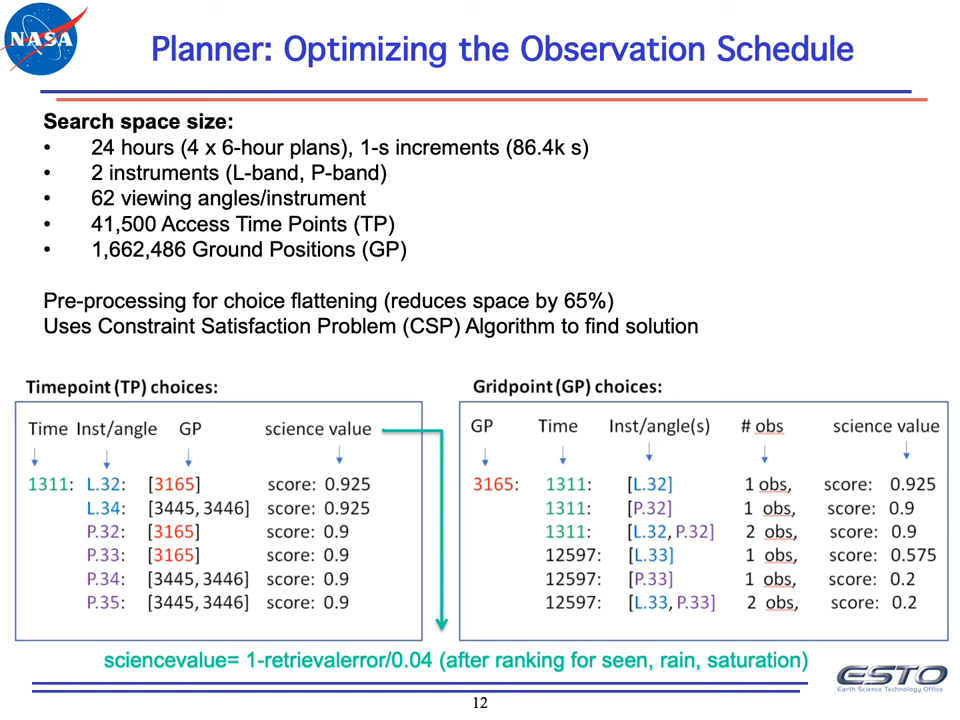 NASA
Planner: Optimizing the Observation Schedule
Search space size:
• 24 hours (4 x 6-hour plans), 1-s increments (86.4k s)
• 2 instruments (L-band, P-band)
• 62 viewing angles/instrument
• 41,500 Access Time Points (TP)
• 1,662,486 Ground Positions (GP)
Pre-processing for choice flattening (reduces space by 65%)
Uses Constraint Satisfaction Problem (CSP) Algorithm to find solution
Timepoint (TP) choices:
Time Inst/angle GP science value
1311: L.32: [3165] score: 0.925
L.34: [3445, 3446] score: 0.925
P.32: [3165] score: 0.9
P.33: [3165] score: 0.9
P.34: [3445, 3446] score: 0.9
P.35: [3445, 3446] score: 0.9
Gridpoint (GP) choices:
GP Time Inst/angle(s) # obs science value
3165: 1311: [L.32] 1 obs, score: 0.925
1311: [P.32] 1 obs, score: 0.9
1311: [L.32, P.32] 2 obs, score: 0.9
12597: [L.33] 1 obs, score: 0.575
12597: [P.33] 1 obs, score: 0.2
12597: [L.33, P.33] 2 obs, score: 0.2
sciencevalue= 1-retrievalerror/0.04 (after ranking for seen, rain, saturation)
ESTO
Earth Science Technology Office
12